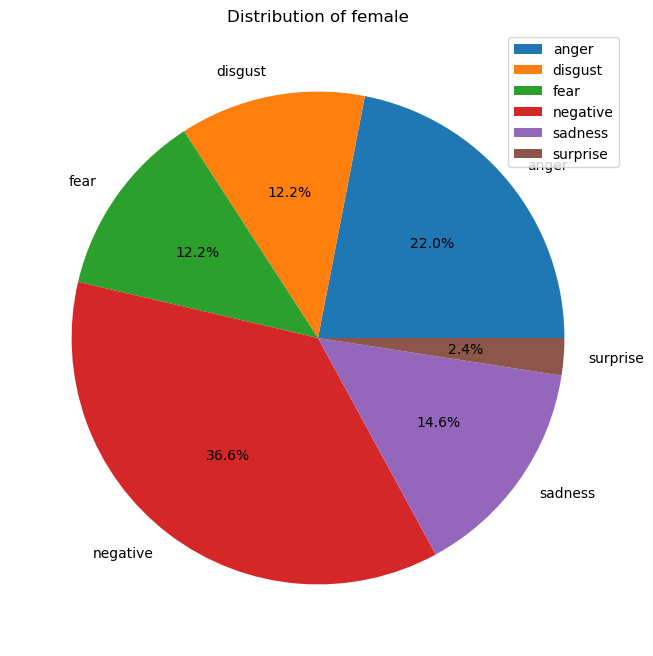 Distribution of female
anger
disgust
fear
negative
sadness
surprise
disgust
anger
fear
12.2%
22.0%
12.2%
2.4%
surprise
14.6%
36.6%
sadness
negative